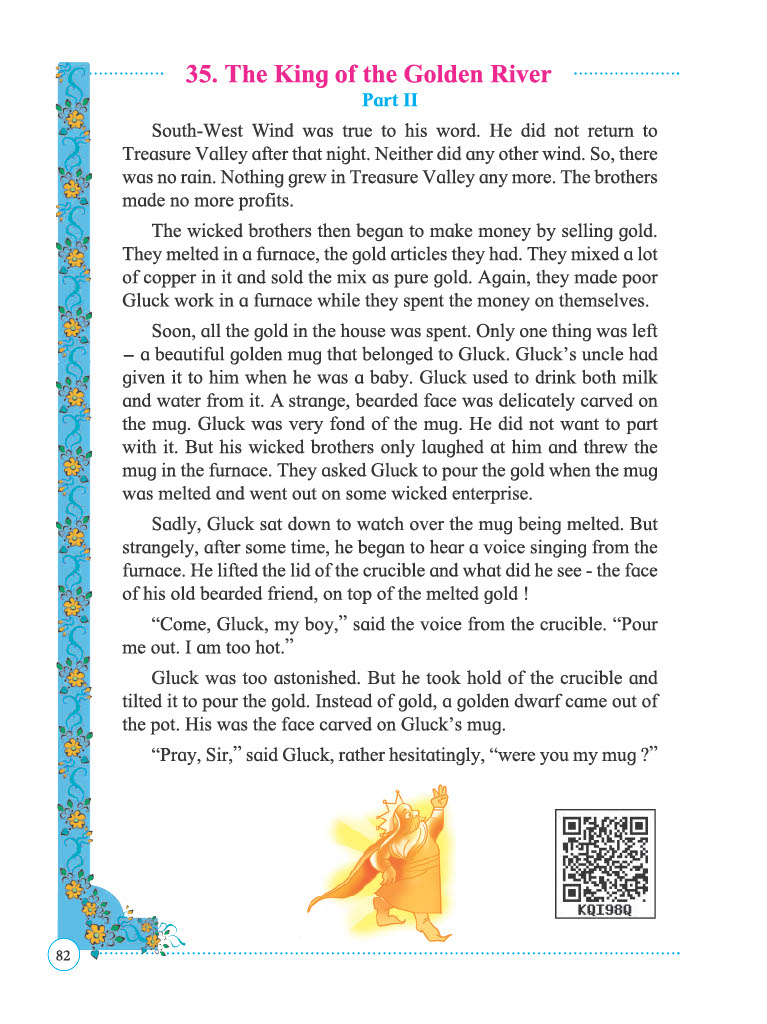 35. The King of the Golden River
Part II
South-West Wind was true to his word. He did not return to
Treasure Valley after that night. Neither did any other wind. So, there
was no rain. Nothing grew in Treasure Valley any more. The brothers
made no more profits.
The wicked brothers then began to make money by selling gold.
They melted in a furnace, the gold articles they had. They mixed a lot
of copper in it and sold the mix as pure gold. Again, they made poor
Gluck work in a furnace while they spent the money on themselves.
Soon, all the gold in the house was spent. Only one thing was left
– a beautiful golden mug that belonged to Gluck. Gluck’s uncle had
given it to him when he was a baby. Gluck used to drink both milk
and water from it. A strange, bearded face was delicately carved on
the mug. Gluck was very fond of the mug. He did not want to part
with it. But his wicked brothers only laughed at him and threw the
mug in the furnace. They asked Gluck to pour the gold when the mug
was melted and went out on some wicked enterprise.
Sadly, Gluck sat down to watch over the mug being melted. But
strangely, after some time, he began to hear a voice singing from the
furnace. He lifted the lid of the crucible and what did he see - the face
of his old bearded friend, on top of the melted gold !
“Come, Gluck, my boy,” said the voice from the crucible. “Pour
me out. I am too hot.”
Gluck was too astonished. But he took hold of the crucible and
tilted it to pour the gold. Instead of gold, a golden dwarf came out of
the pot. His was the face carved on Gluck’s mug.
“Pray, Sir,” said Gluck, rather hesitatingly, “were you my mug ?”
KQI98Q
82